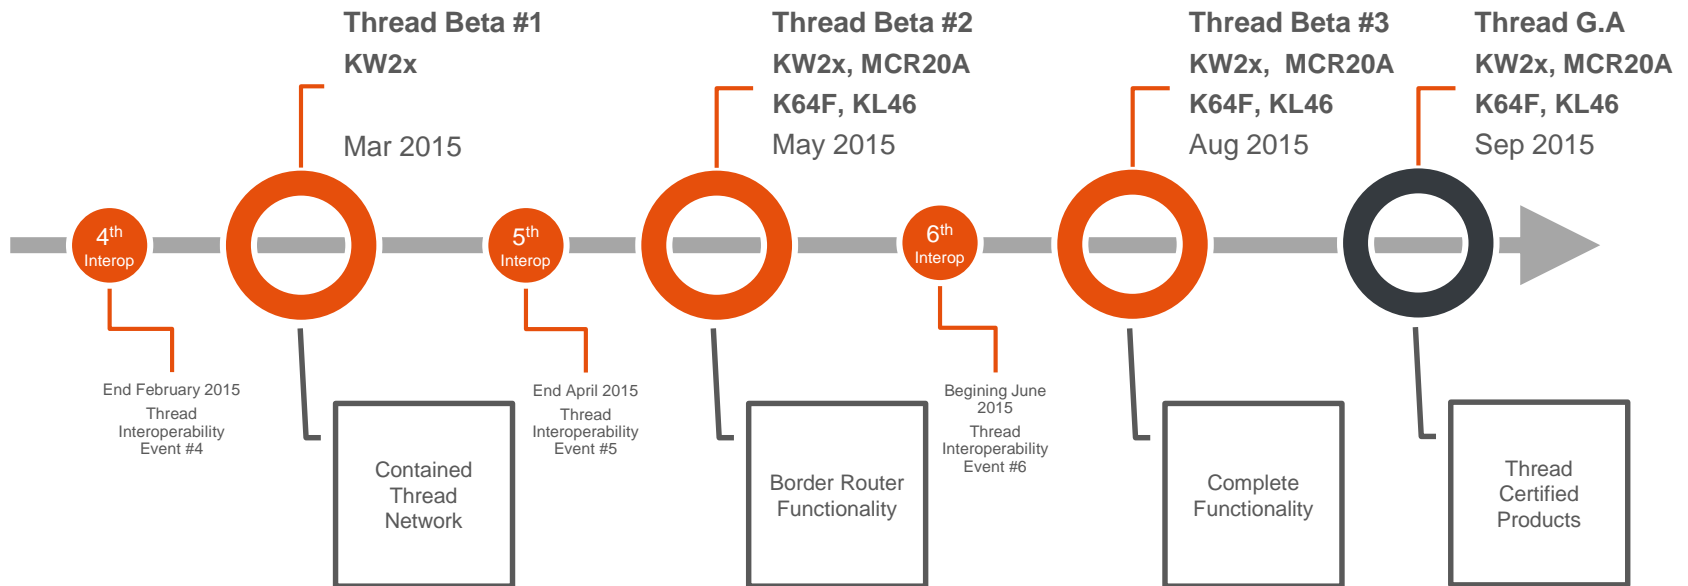 Thread Beta #1
KW2x
Mar 2015
Thread Beta #2
KW2x, MCR20A
K64F, KL46
May 2015
Thread Beta #3
KW2x,  MCR20A
K64F, KL46
Aug 2015
Thread G.A
KW2x, MCR20A
K64F, KL46
Sep 2015
4th
Interop
5th
Interop
6th
Interop
End February 2015
Thread
Interoperability
Event #4
Contained
Thread
Network
End April 2015
Thread
Interoperability
Event #5
Border Router
Functionality
Begining June
2015
Thread
Interoperability
Event #6
Complete
Functionality
Thread
Certified
Products